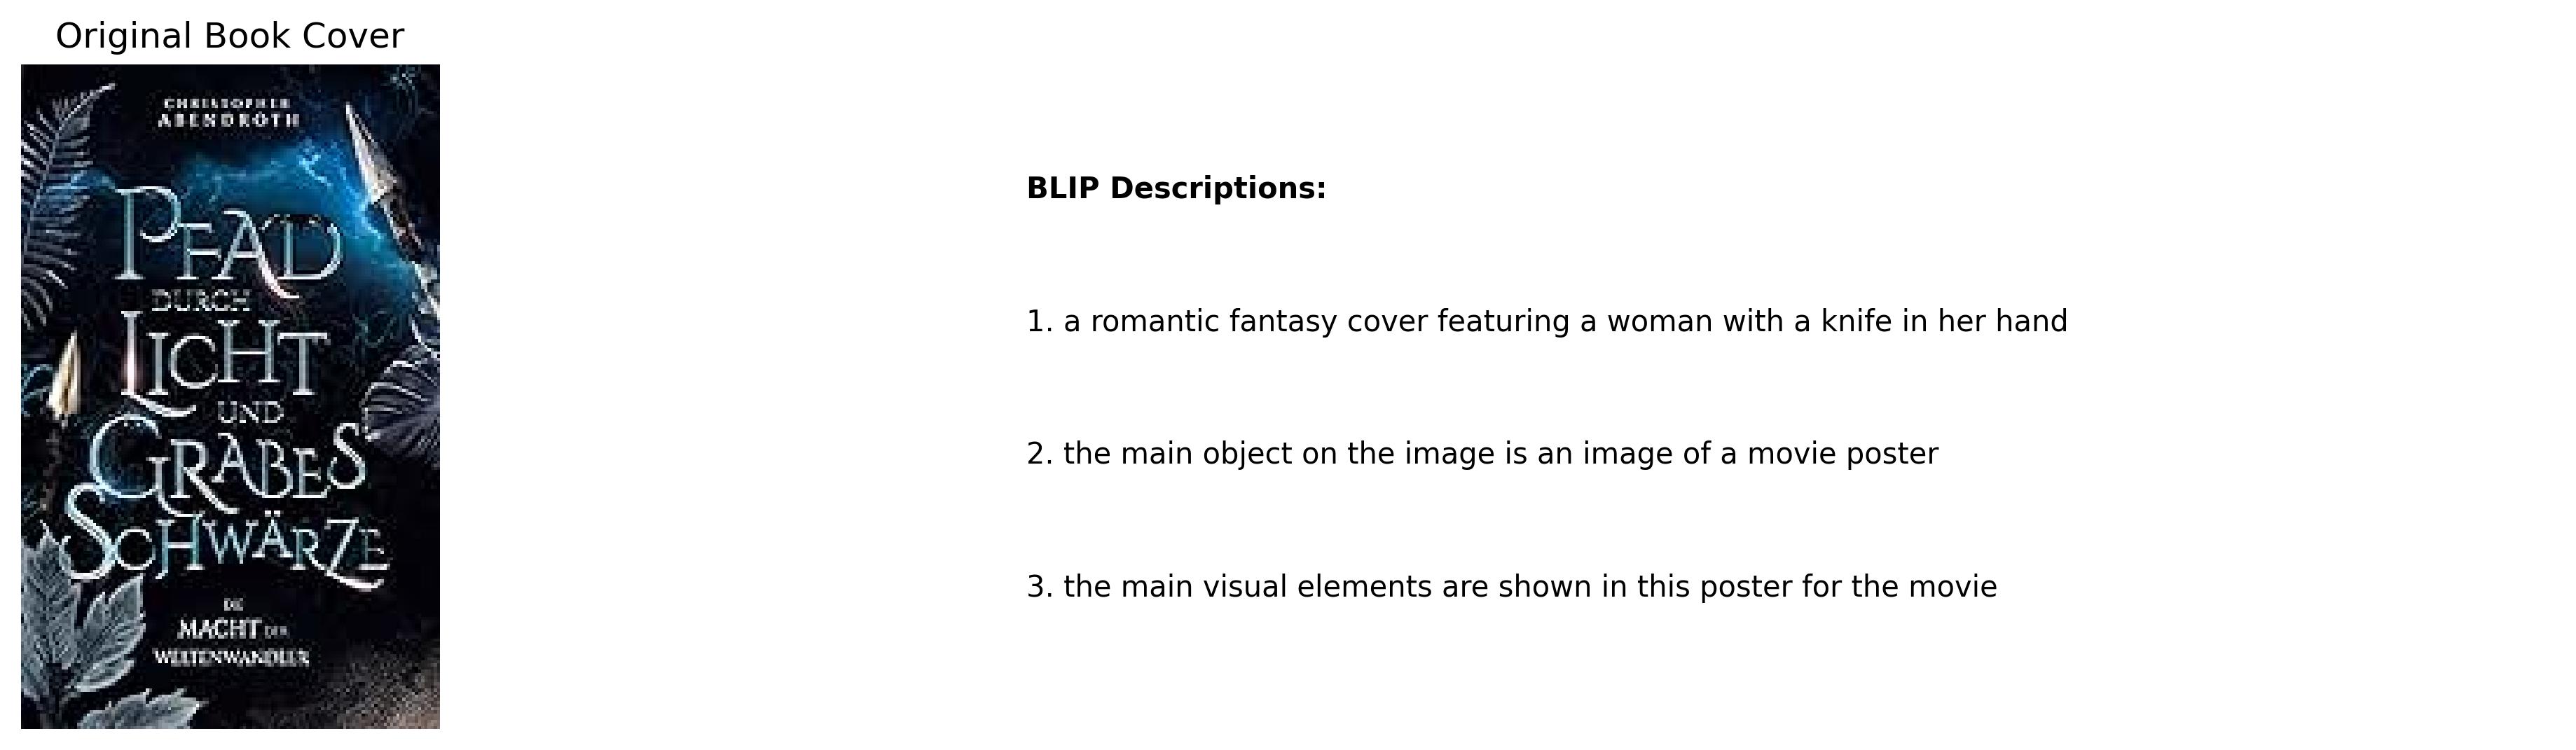 Original Book Cover
CHRISTOPHER
ABENDROTH
PFAD
DURCH
LICHT
UND
GRABES
SCHWÄRZE
DIE
MACHT DER
WELTENWANDLER
BLIP Descriptions:
1. a romantic fantasy cover featuring a woman with a knife in her hand
2. the main object on the image is an image of a movie poster
3. the main visual elements are shown in this poster for the movie